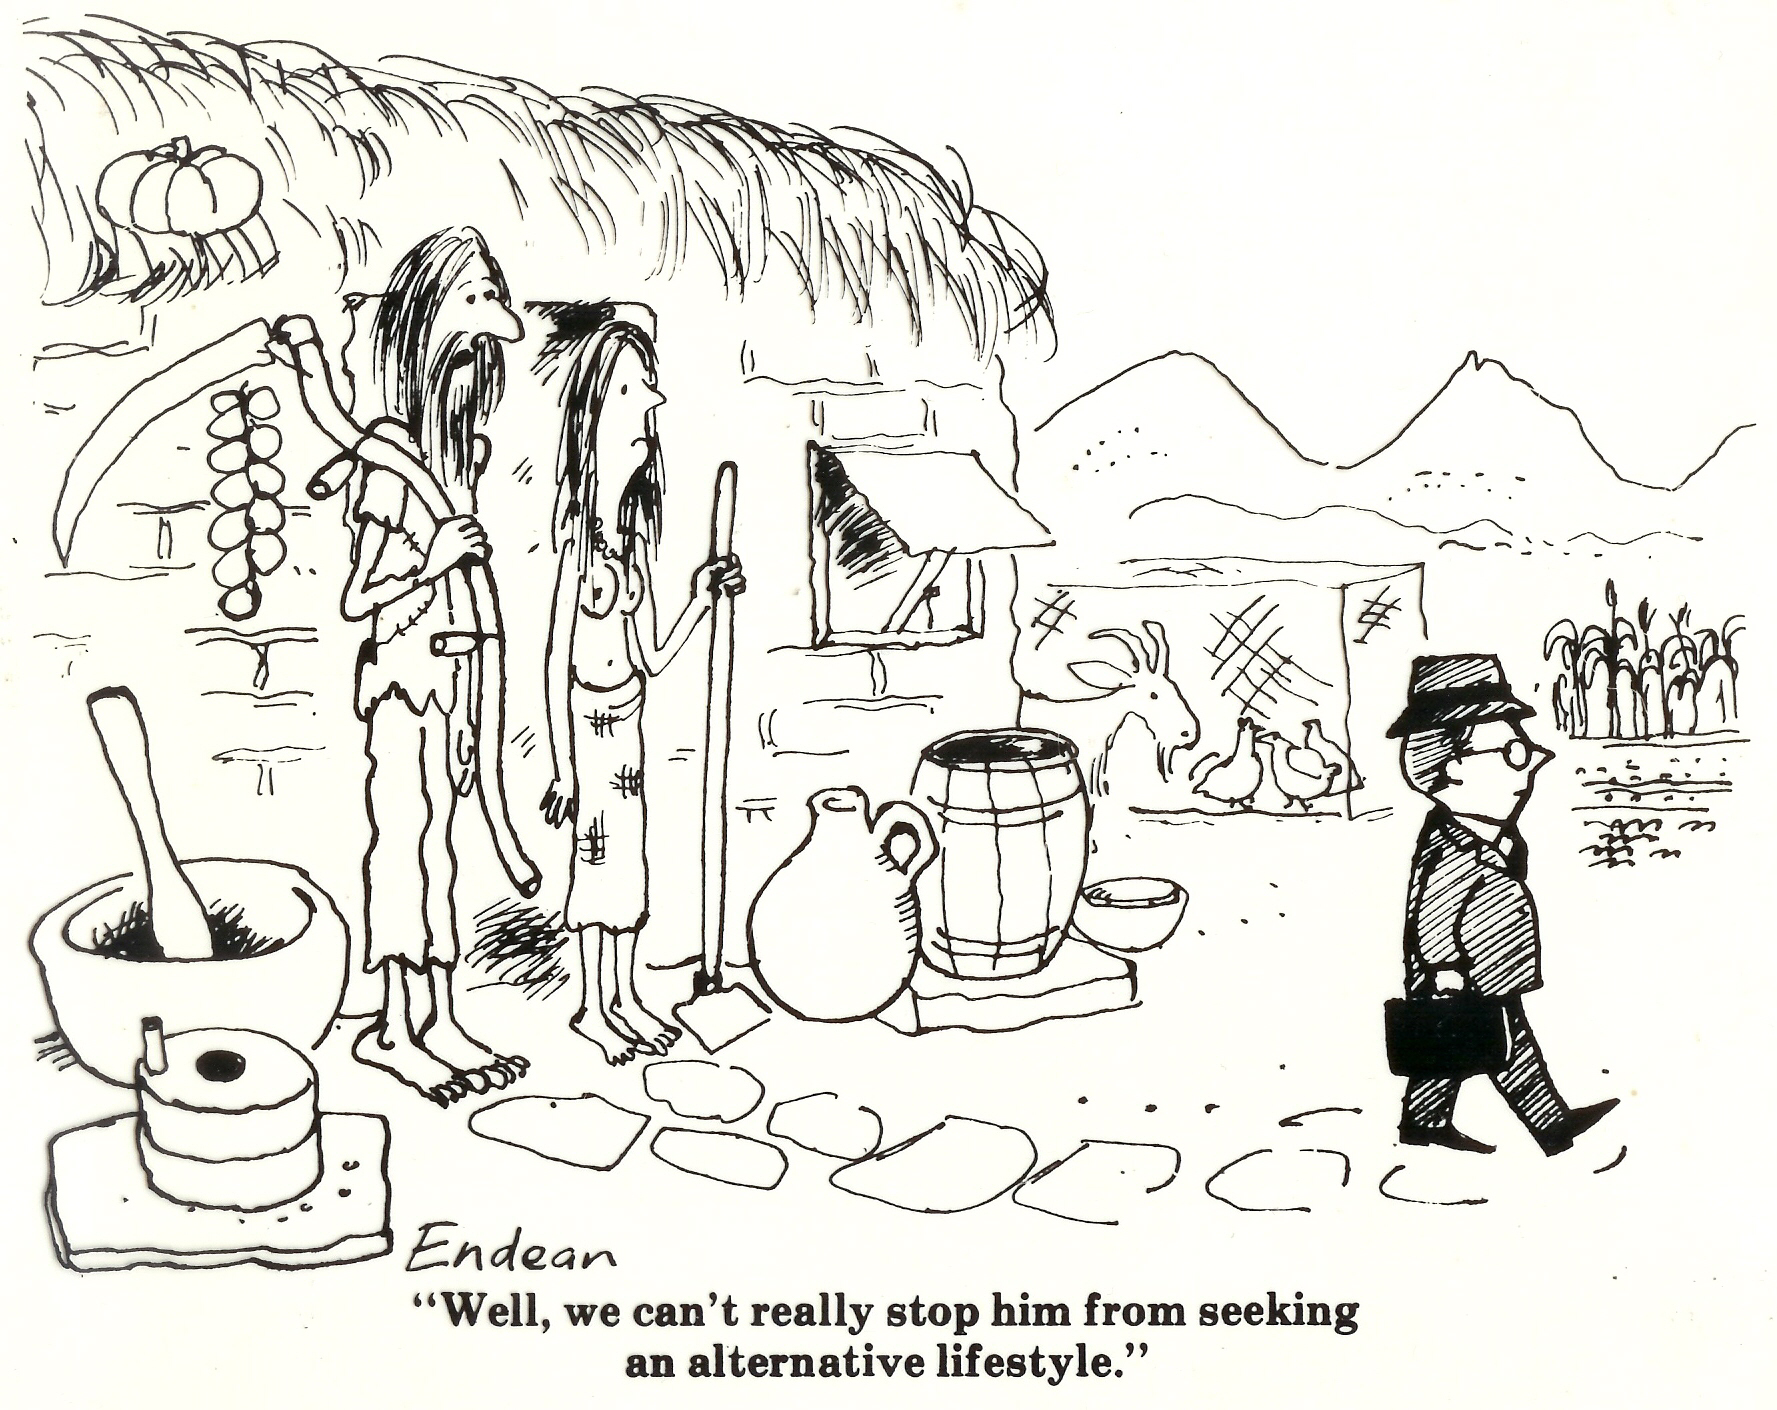 Endean
“Well, we can’t really stop him from seeking
an alternative lifestyle.”